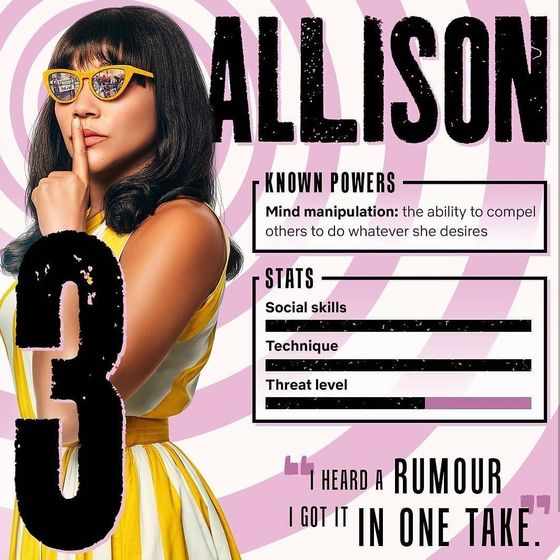 ALLISON
KNOWN POWERS
Mind manipulation: the ability to compel
others to do whatever she desires
STATS
Social skills
Technique
Threat level
3
"I HEARD A RUMOUR
I GOT IT IN ONE TAKE."